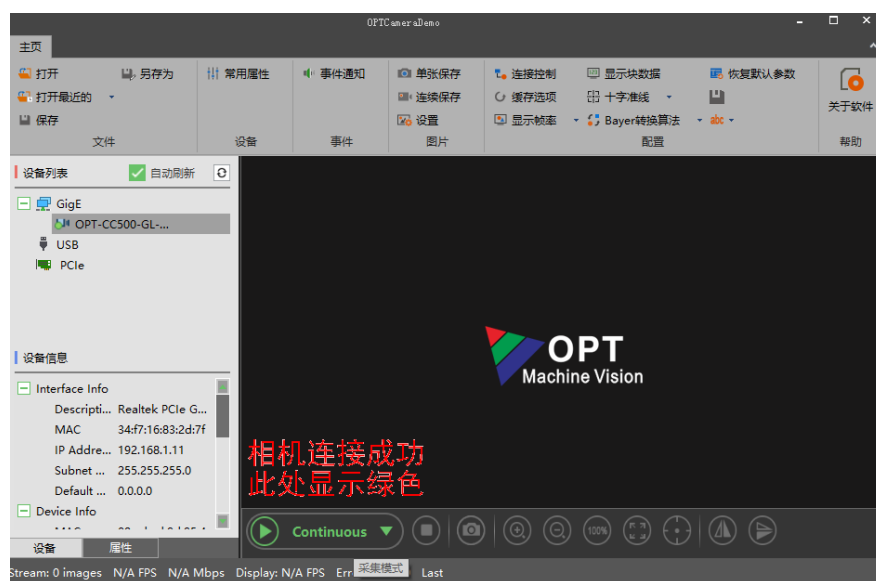 OPTCameraDemo
主页
打开 另存为 常用属性 事件通知 单张保存 连接控制 显示块数据 恢复默认参数
打开最近的 连续保存 缓存选项 十字准线
保存 设置 显示帧率 Bayer转换算法 abc
关于软件
文件 设备 事件 图片 配置 帮助
设备列表 自动刷新
GigE
OPT-CC500-GL-...
USB
PCIe
OPT
Machine Vision
设备信息
Interface Info
Descripti... Realtek PCIe G...
MAC 34:f7:16:83:2d:7f
IP Addre... 192.168.1.11
Subnet ... 255.255.255.0
Default ... 0.0.0.0
Device Info
相机连接成功
此处显示绿色
Continuous 100%
设备 属性
Stream: 0 images N/A FPS N/A Mbps Display: N/A FPS Err 采集模式 Last